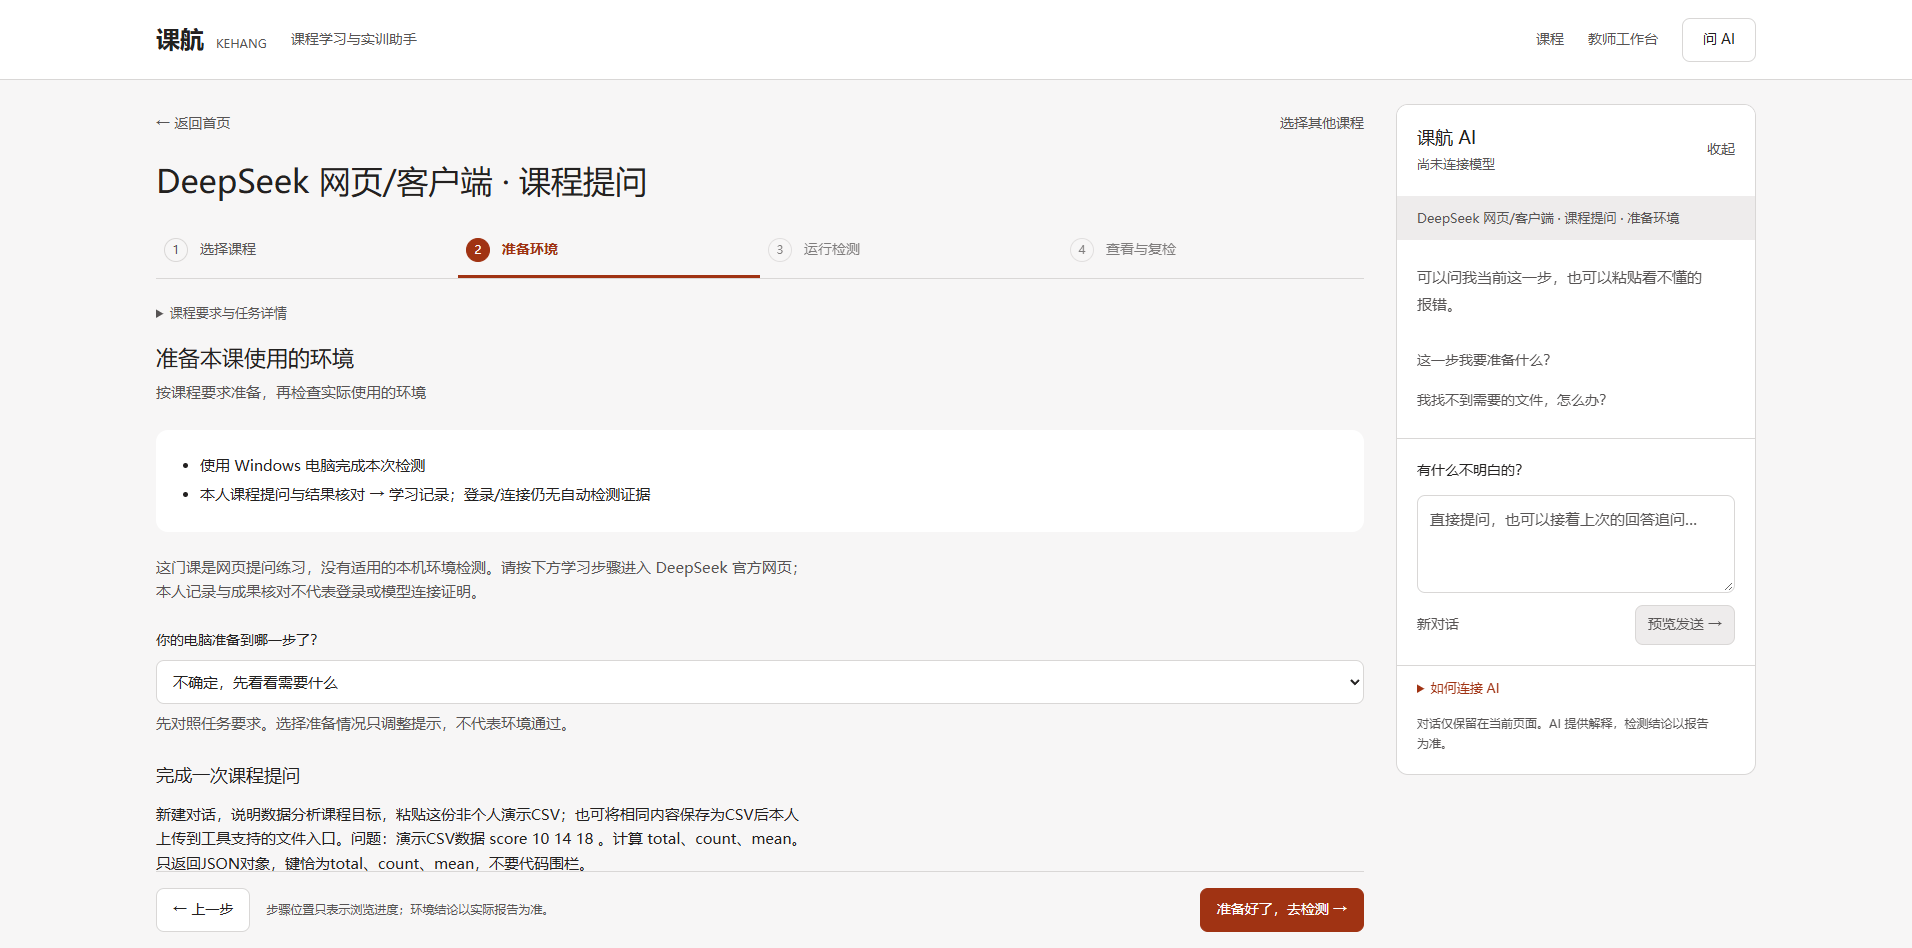 课航 KEHANG 课程学习与实训助手
课程 教师工作台 问 AI
← 返回首页
选择其他课程
DeepSeek 网页/客户端 · 课程提问
1 选择课程
2 准备环境
3 运行检测
4 查看与复检
▶ 课程要求与任务详情
准备本课使用的环境
按课程要求准备，再检查实际使用的环境
• 使用 Windows 电脑完成本次检测
• 本人课程提问与结果核对 → 学习记录；登录/连接仍无自动检测证据
这门课是网页提问练习，没有适用的本机环境检测。请按下方学习步骤进入 DeepSeek 官方网页；
本人记录与成果核对不代表登录或模型连接证明。
你的电脑准备到哪一步了？
不确定，先看看需要什么
先对照任务要求。选择准备情况只调整提示，不代表环境通过。
完成一次课程提问
新建对话，说明数据分析课程目标，粘贴这份非个人演示CSV；也可将相同内容保存为CSV后本人
上传到工具支持的文件入口。问题：演示CSV数据 score 10 14 18 。计算 total、count、mean。
只返回JSON对象，键恰为total、count、mean，不要代码围栏。
← 上一步
步骤位置只表示浏览进度；环境结论以实际报告为准。
准备好了，去检测 →
课航 AI
尚未连接模型
收起
DeepSeek 网页/客户端 · 课程提问 · 准备环境
可以问我当前这一步，也可以粘贴看不懂的
报错。
这一步我要准备什么？
我找不到需要的文件，怎么办？
有什么不明白的？
直接提问，也可以接着上次的回答追问...
新对话
预览发送 →
▶ 如何连接 AI
对话仅保留在当前页面。AI 提供解释，检测结论以报告
为准。